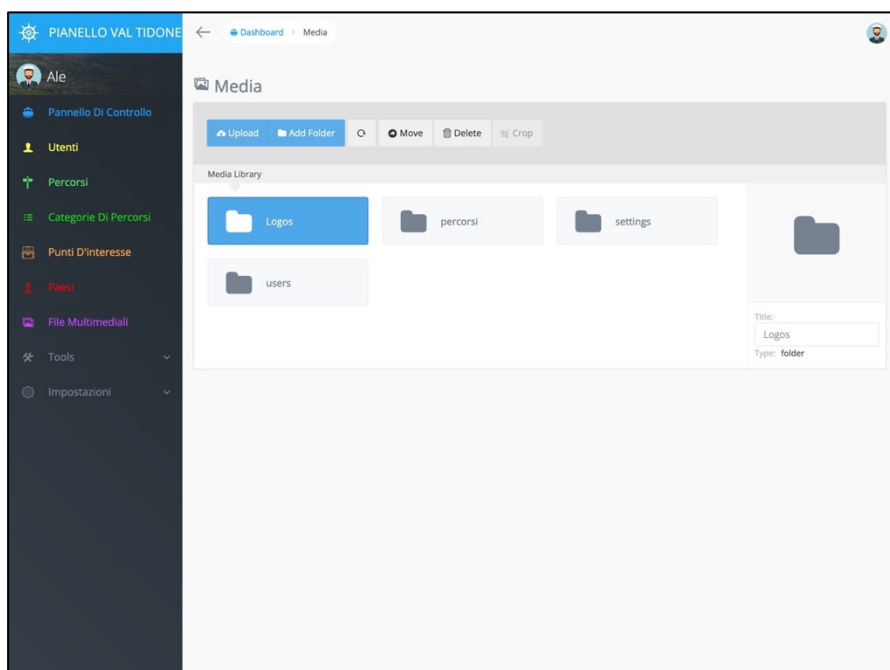 PIANELLO VAL TIDONE
Dashboard Media
Ale
Pannello Di Controllo
Utenti
Percorsi
Categorie Di Percorsi
Punti D'interesse
Paesi
File Multimediali
Tools
Impostazioni
Media
Upload Add Folder Move Delete Crop
Media Library
Logos percorsi settings
users
Title:
Logos
Type: folder